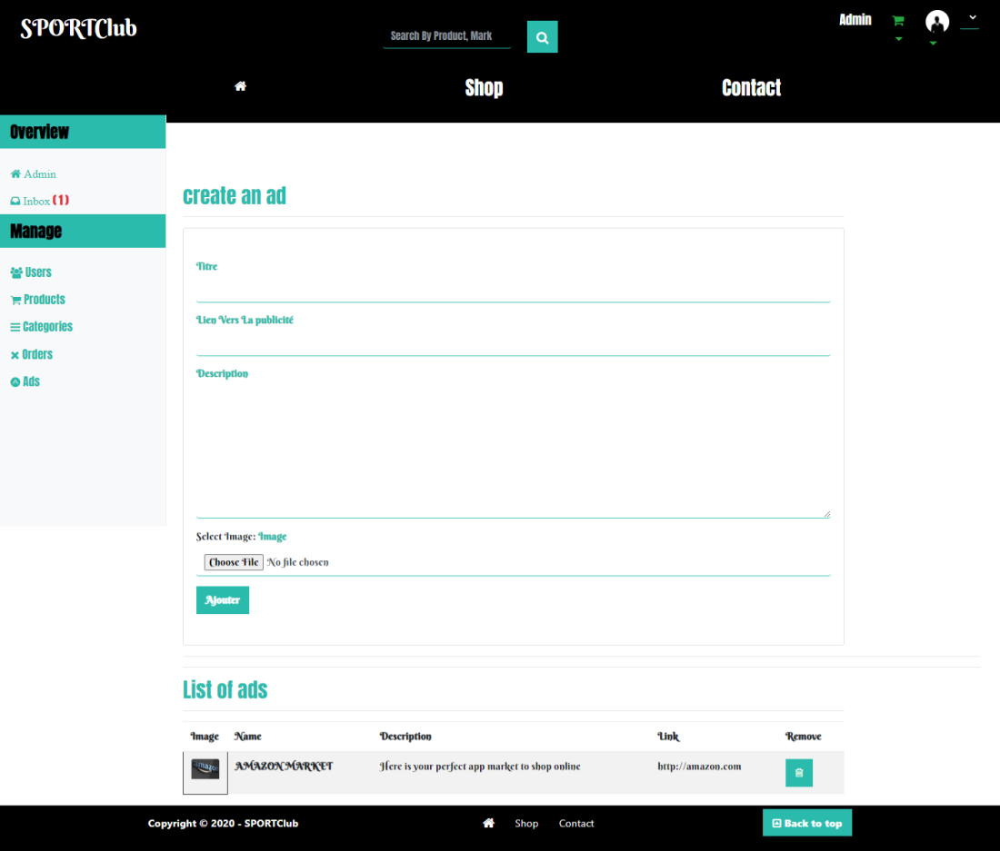 SPORTClub
Search By Product, Mark
Admin
Shop
Contact
Overview
Admin
Inbox (1)
Manage
Users
Products
Categories
Orders
Ads
create an ad
Titre
Lien Vers La publicité
Description
Select Image: Image
Choose File No file chosen
Ajouter
List of ads
Image Name Description Link Remove
amazon AMAZON MARKET Here is your perfect app market to shop online http://amazon.com
Copyright © 2020 - SPORTClub
Shop Contact
Back to top